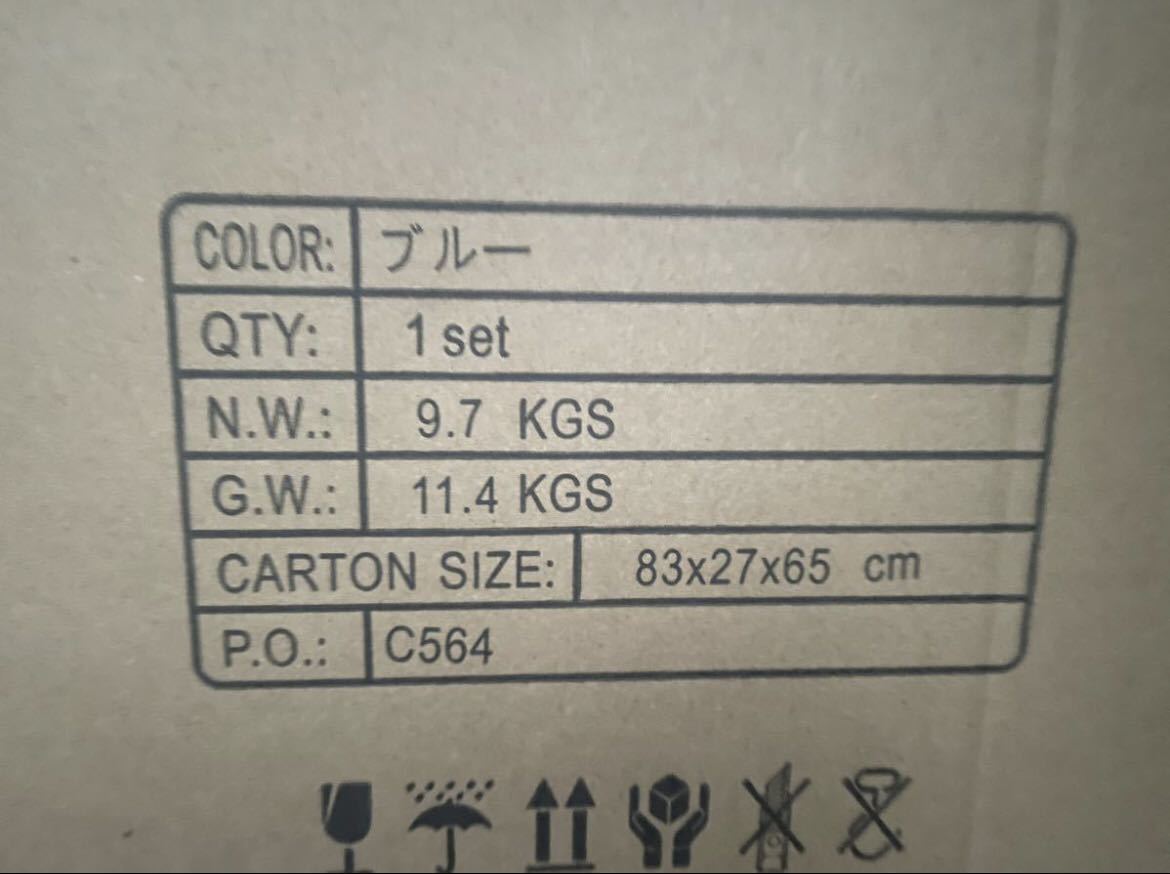 COLOR: ブルー
QTY: 1 set
N.W.: 9.7 KGS
G.W.: 11.4 KGS
CARTON SIZE: 83x27x65 cm
P.O.: C564